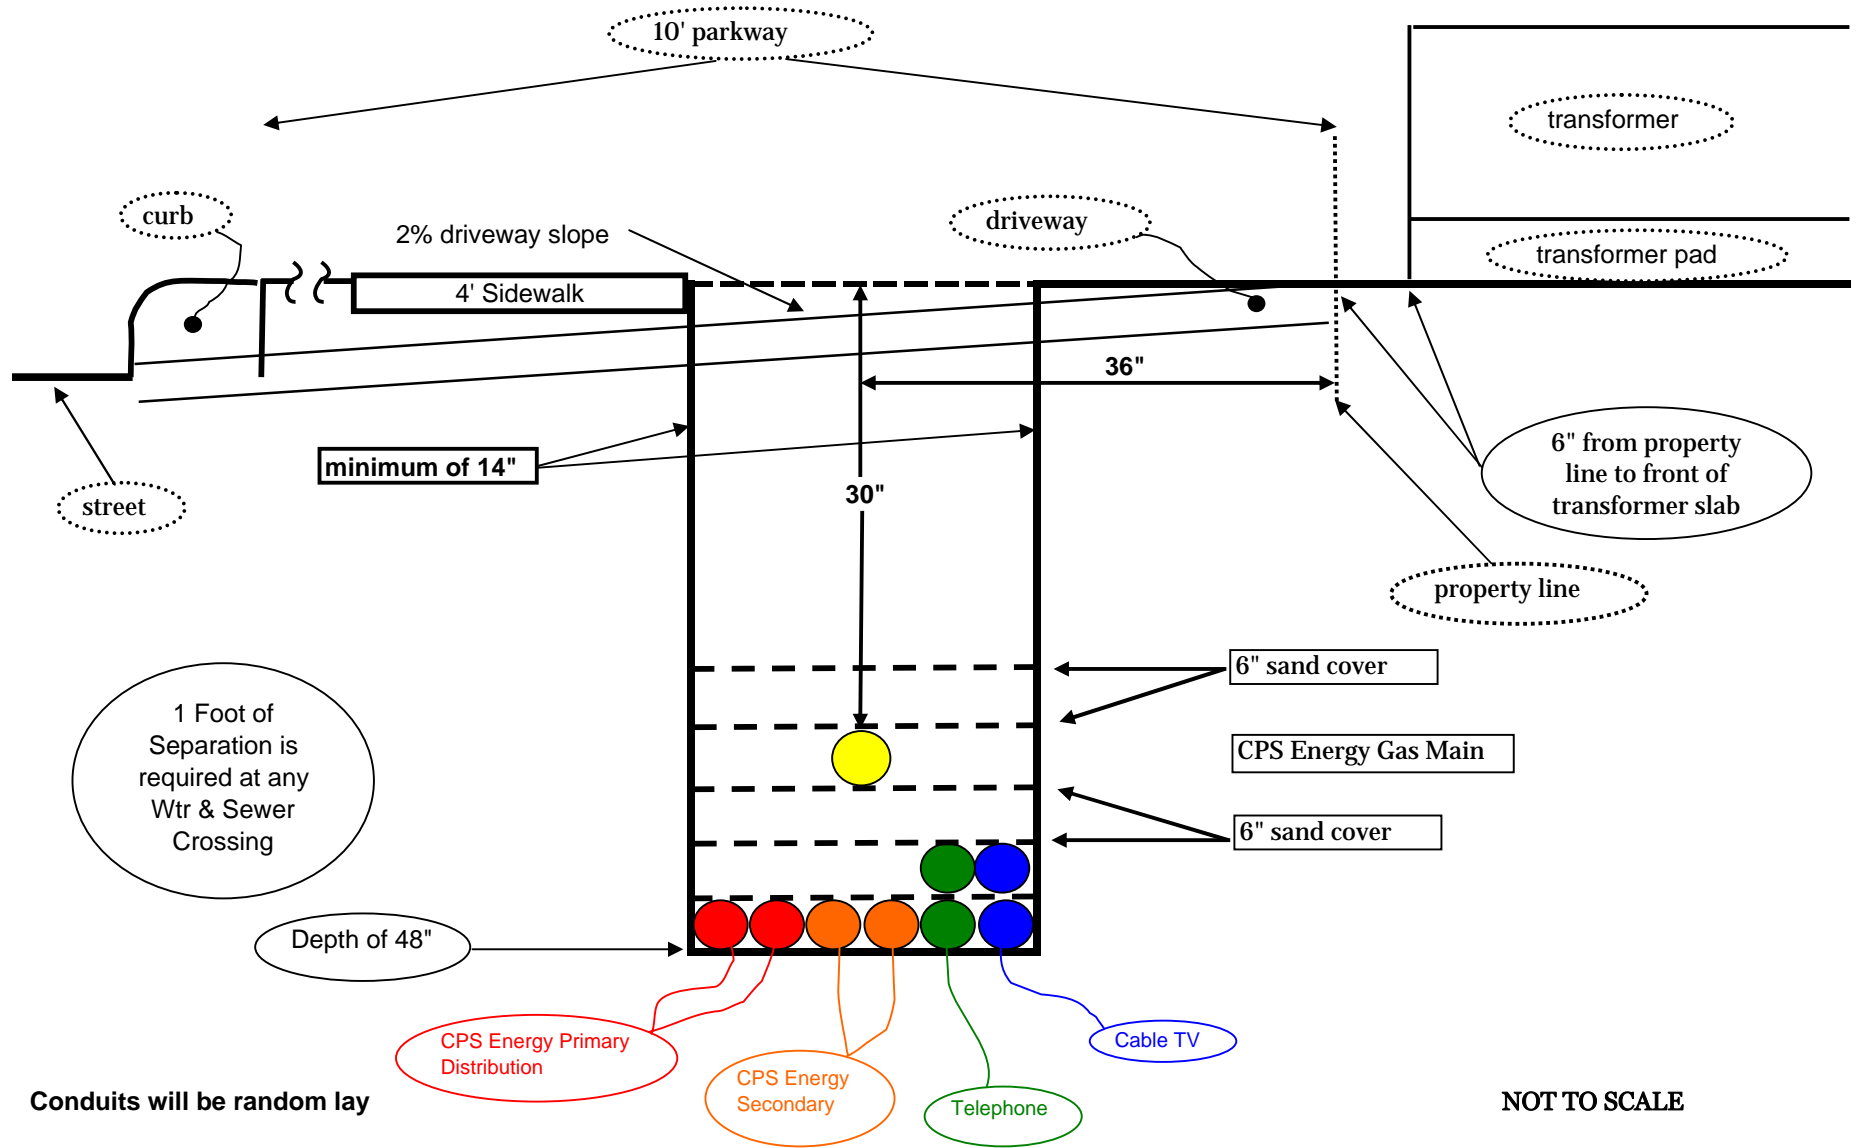 10' parkway
transformer
curb
2% driveway slope
driveway
transformer pad
4' Sidewalk
36"
minimum of 14"
30"
6" from property
line to front of
transformer slab
street
property line
6" sand cover
1 Foot of
Separation is
required at any
Wtr & Sewer
Crossing
CPS Energy Gas Main
6" sand cover
Depth of 48"
CPS Energy Primary
Distribution
Cable TV
CPS Energy
Secondary
Telephone
Conduits will be random lay
NOT TO SCALE